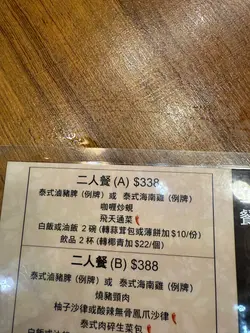 二人餐 (A) $338
泰式滷豬脾 (例牌) 或 泰式海南雞 (例牌)
咖喱炒蜆
飛天通菜
白飯或油飯 2 碗 (轉蒜茸包或薄餅加 $10/份)
飲品 2 杯 (轉椰青加 $22/個)
二人餐 (B) $388
泰式滷豬脾 (例牌) 或 泰式海南雞 (例牌)
燒豬頸肉
柚子沙律或酸辣無骨鳳爪沙律
泰式肉碎生菜包
餐